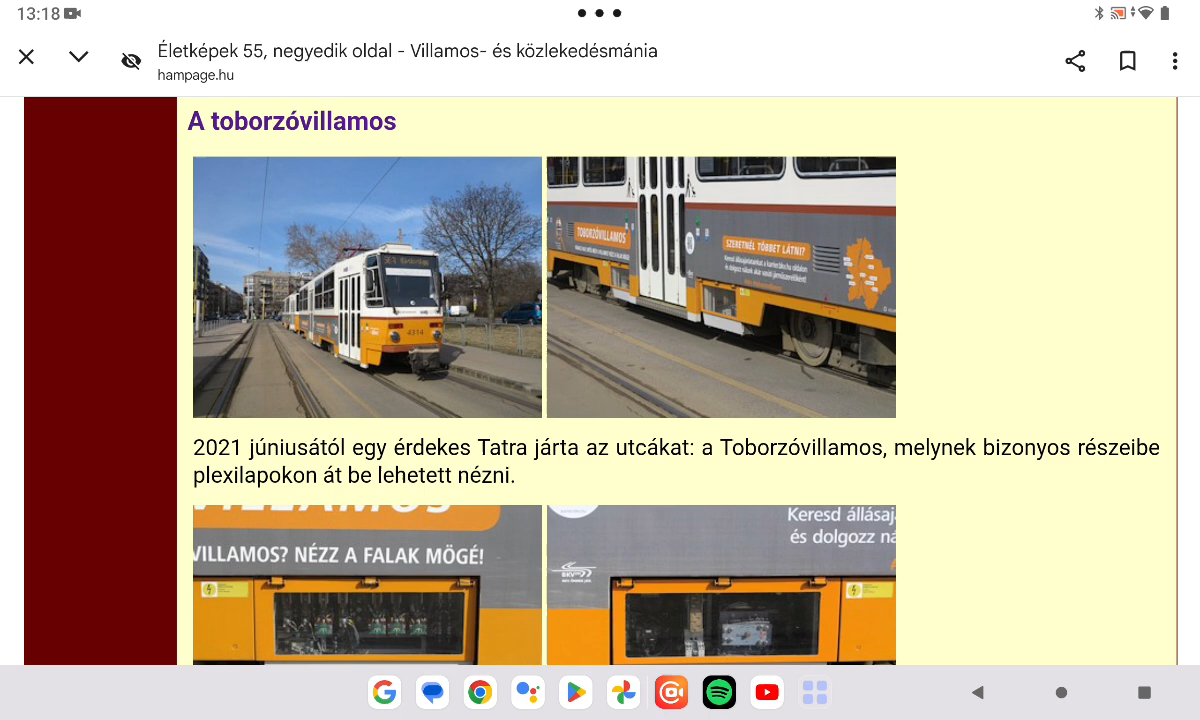 13:18
Életképek 55, negyedik oldal - Villamos- és közlekedésmánia
hampage.hu
A toborzóvillamos
4314
TOBORZÓVILLAMOS
SZERETNÉL TÖBBET LÁTNI?
2021 júniusától egy érdekes Tatra járta az utcákat: a Toborzóvillamos, melynek bizonyos részeibe
plexilapokon át be lehetett nézni.
VILLAMOS
VILLAMOS? NÉZZ A FALAK MÖGÉ!
Keresd állásaj
és dolgozz ná
BKV